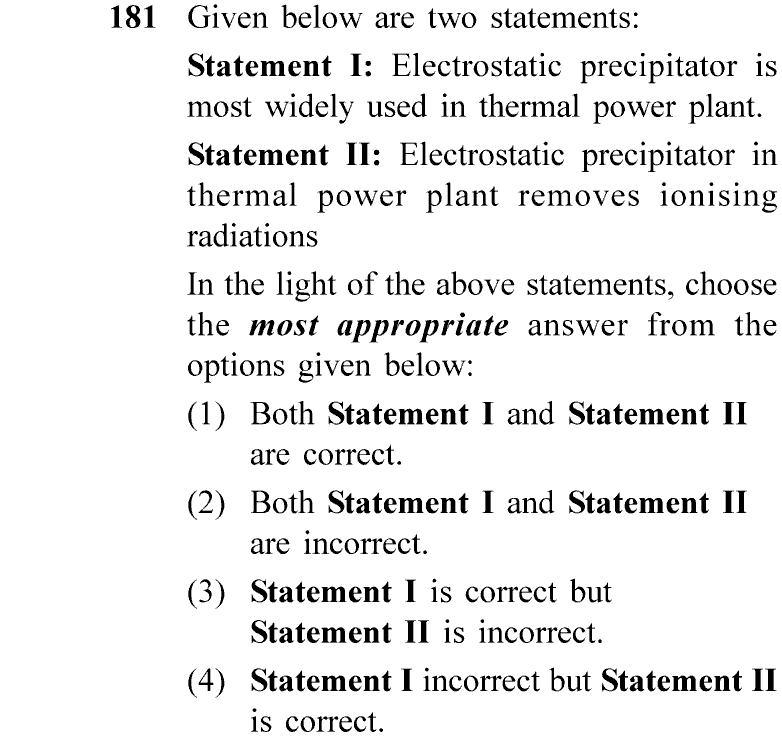 181 Given below are two statements:
Statement I: Electrostatic precipitator is
most widely used in thermal power plant.
Statement II: Electrostatic precipitator in
thermal power plant removes ionising
radiations
In the light of the above statements, choose
the most appropriate answer from the
options given below:
(1) Both Statement I and Statement II
are correct.
(2) Both Statement I and Statement II
are incorrect.
(3) Statement I is correct but
Statement II is incorrect.
(4) Statement I incorrect but Statement II
is correct.